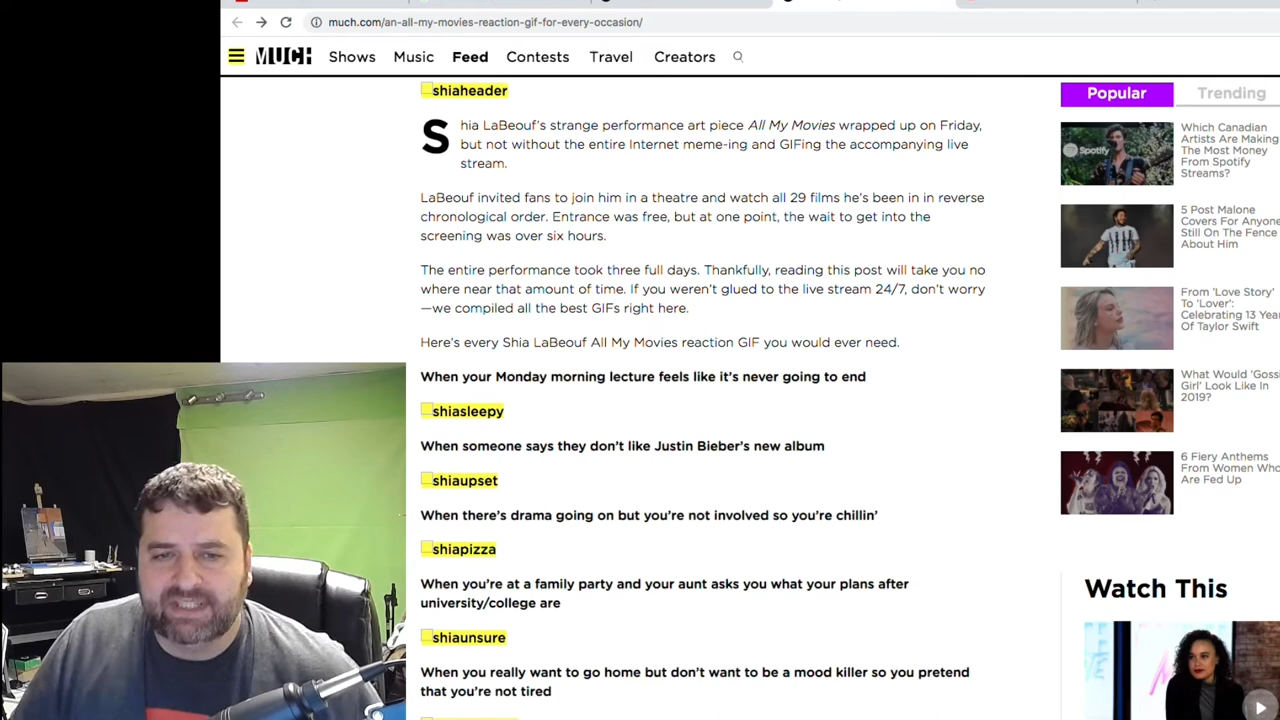 much.com/an-all-my-movies-reaction-gif-for-every-occasion/
MUCH Shows Music Feed Contests Travel Creators
shiaheader
Shia LaBeouf’s strange performance art piece All My Movies wrapped up on Friday,
but not without the entire Internet meme-ing and GIFing the accompanying live
stream.
LaBeouf invited fans to join him in a theatre and watch all 29 films he’s been in in reverse
chronological order. Entrance was free, but at one point, the wait to get into the
screening was over six hours.
The entire performance took three full days. Thankfully, reading this post will take you no
where near that amount of time. If you weren’t glued to the live stream 24/7, don’t worry
—we compiled all the best GIFs right here.
Here’s every Shia LaBeouf All My Movies reaction GIF you would ever need.
When your Monday morning lecture feels like it’s never going to end
shiasleepy
When someone says they don’t like Justin Bieber’s new album
shiaupset
When there’s drama going on but you’re not involved so you’re chillin’
shiapizza
When you’re at a family party and your aunt asks you what your plans after
university/college are
shiaunsure
When you really want to go home but don’t want to be a mood killer so you pretend
that you’re not tired
Popular Trending
Spotify
Which Canadian
Artists Are Making
The Most Money
From Spotify
Streams?
5 Post Malone
Covers For Anyone
Still On The Fence
About Him
From ‘Love Story’
To ‘Lover’:
Celebrating 13 Year
Of Taylor Swift
What Would ‘Gossi
Girl’ Look Like In
2019?
6 Fiery Anthems
From Women Who
Are Fed Up
Watch This